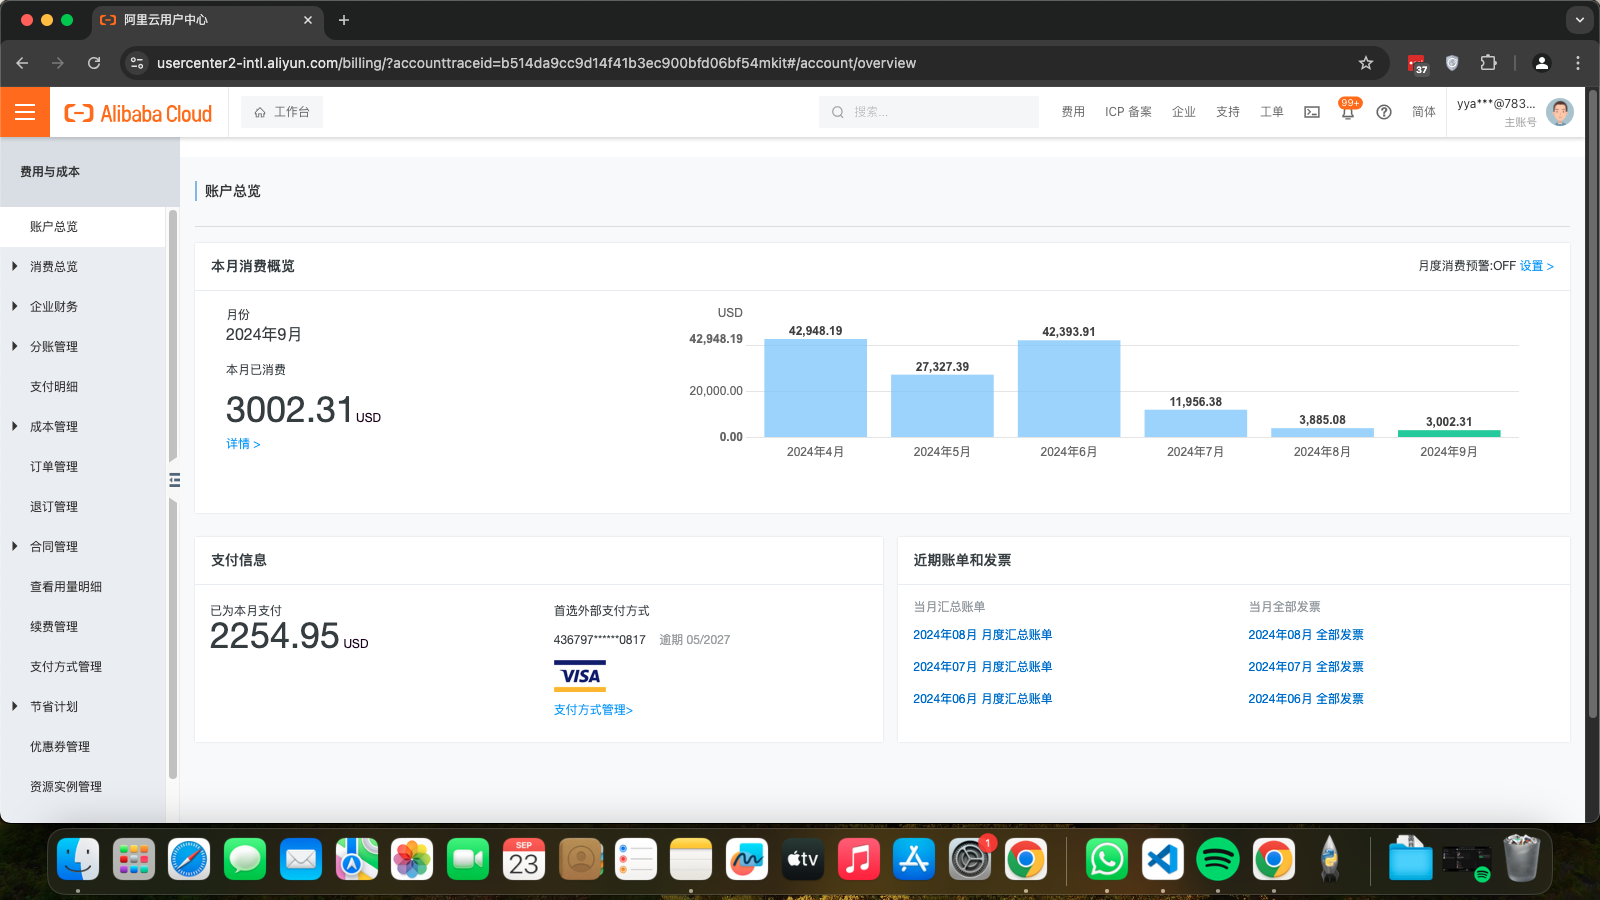 阿里云用户中心
usercenter2-intl.aliyun.com/billing/?accounttraceid=b514da9cc9d14f41b3ec900bfd06bf54mkit#/account/overview
37
Alibaba Cloud
工作台
搜索...
费用
ICP 备案
企业
支持
工单
99+
简体
yya***@783...
主账号
费用与成本
账户总览
消费总览
企业财务
分账管理
支付明细
成本管理
订单管理
退订管理
合同管理
查看用量明细
续费管理
支付方式管理
节省计划
优惠券管理
资源实例管理
账户总览
本月消费概览
月度消费预警:OFF 设置 >
月份
2024年9月
本月已消费
3002.31 USD
详情 >
USD
42,948.19
20,000.00
0.00
42,948.19
27,327.39
42,393.91
11,956.38
3,885.08
3,002.31
2024年4月
2024年5月
2024年6月
2024年7月
2024年8月
2024年9月
支付信息
已为本月支付
2254.95 USD
首选外部支付方式
436797******0817 逾期 05/2027
VISA
支付方式管理>
近期账单和发票
当月汇总账单
当月全部发票
2024年08月 月度汇总账单
2024年08月 全部发票
2024年07月 月度汇总账单
2024年07月 全部发票
2024年06月 月度汇总账单
2024年06月 全部发票
SEP
23
tv
1